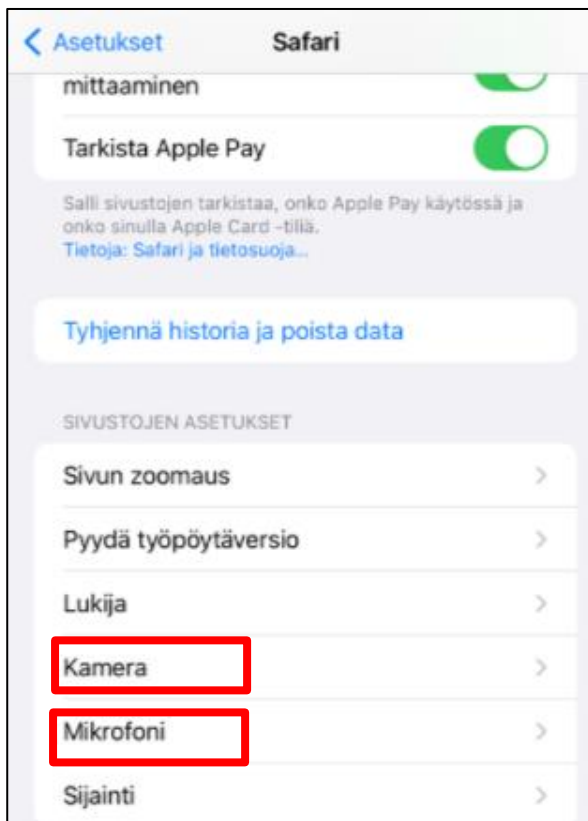 Asetukset Safari
mittaaminen
Tarkista Apple Pay
Salli sivustojen tarkistaa, onko Apple Pay käytössä ja
onko sinulla Apple Card -tiliä.
Tietoja: Safari ja tietosuoja...
Tyhjennä historia ja poista data
SIVUSTOJEN ASETUKSET
Sivun zoomaus
Pyydä työpöytäversio
Lukija
Kamera
Mikrofoni
Sijainti